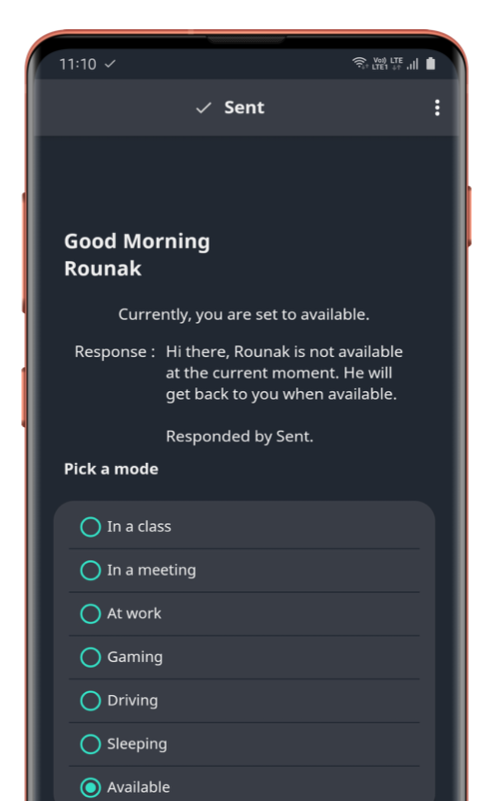 11:10
Vo) LTE
LTE1
Sent
Good Morning
Rounak
Currently, you are set to available.
Response : Hi there, Rounak is not available
at the current moment. He will
get back to you when available.
Responded by Sent.
Pick a mode
In a class
In a meeting
At work
Gaming
Driving
Sleeping
Available